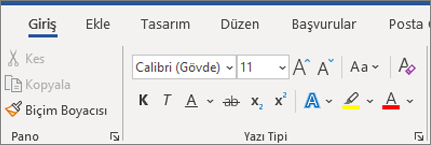 Giriş Ekle Tasarım Düzen Başvurular Posta
Kes
Kopyala
Biçim Boyacısı
Pano
Calibri (Gövde) 11 A A Aa A
K T A ab x₂ x² A A
Yazı Tipi